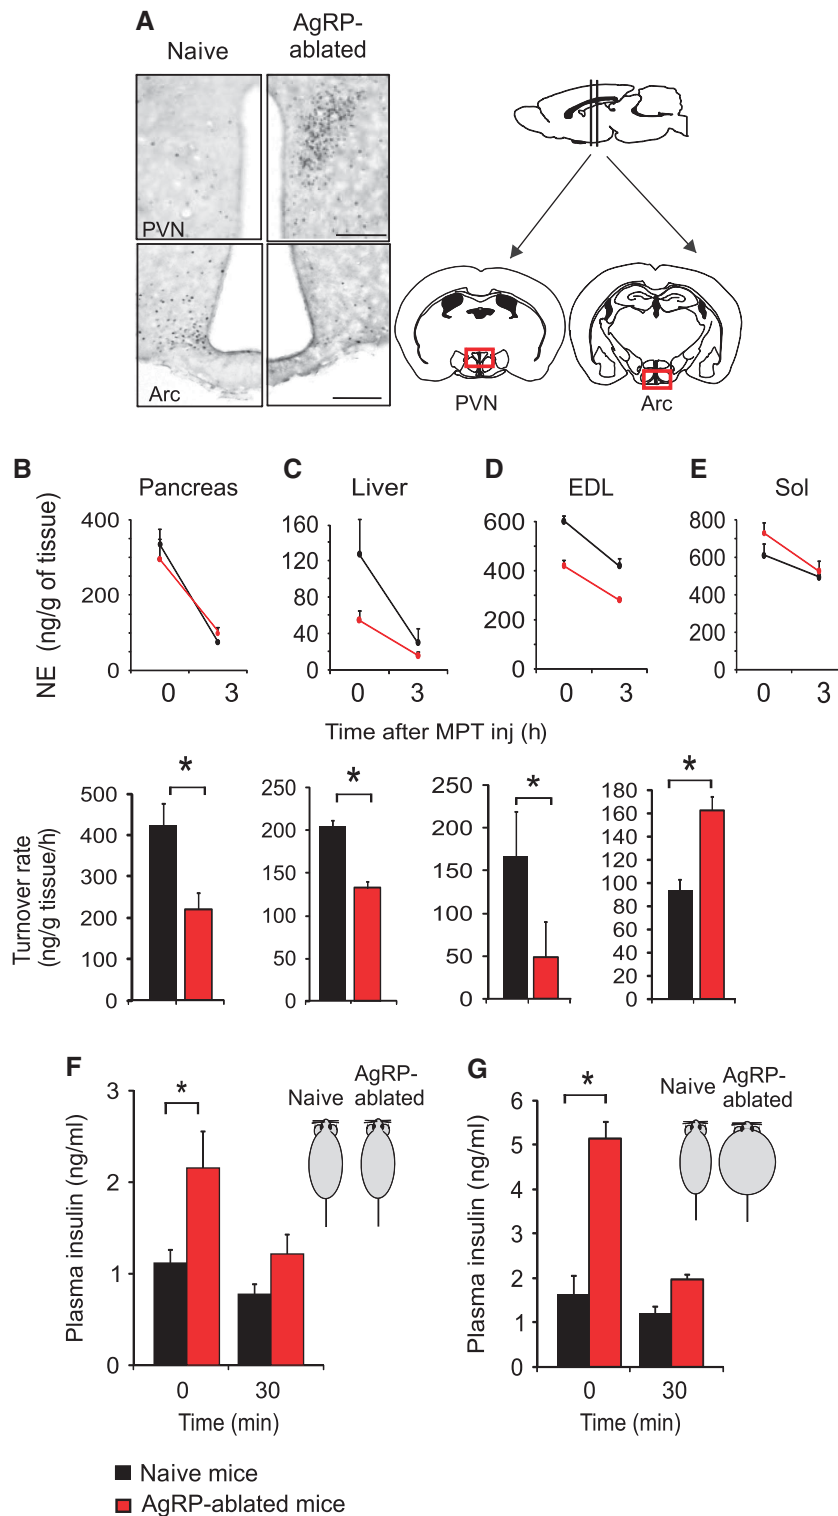 A
Naive
AgRP-
ablated
PVN
Arc
PVN
Arc
B
Pancreas
C
Liver
D
EDL
E
Sol
NE (ng/g of tissue)
400
200
0
0
3
160
120
80
40
0
0
3
600
400
200
0
0
3
800
600
400
200
0
0
3
Time after MPT inj (h)
Turnover rate
(ng/g tissue/h)
500
400
300
200
100
0
*
250
200
150
100
50
0
*
250
200
150
100
50
0
*
180
160
140
120
100
80
60
40
20
0
*
F
Plasma insulin (ng/ml)
3
2
1
0
*
Naive
AgRP-
ablated
0
30
Time (min)
G
Plasma insulin (ng/ml)
6
5
4
3
2
1
0
*
Naive
AgRP-
ablated
0
30
Time (min)
Naive mice
AgRP-ablated mice